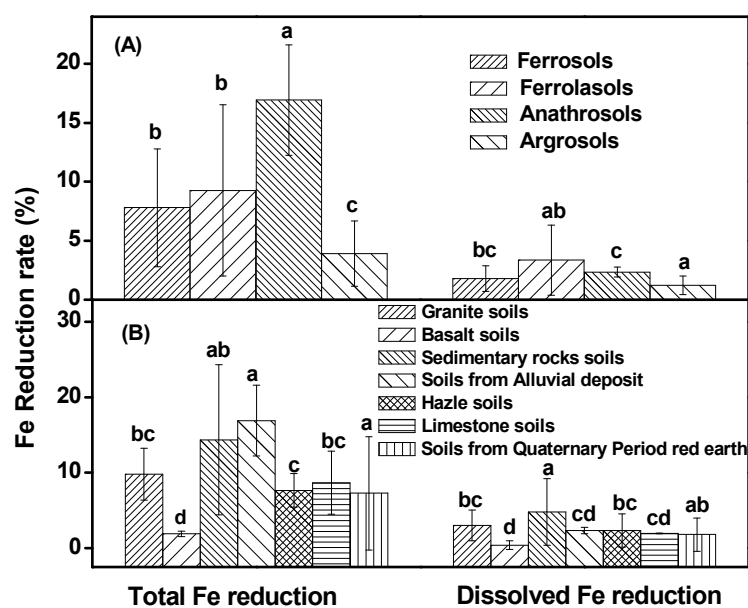 (A)
a
b
b
c
bc
ab
c
a
Ferrosols
Ferrolasols
Anathrosols
Argrosols
20
15
10
5
0
Fe Reduction rate (%)
(B)
Granite soils
Basalt soils
Sedimentary rocks soils
Soils from Alluvial deposit
Hazle soils
Limestone soils
Soils from Quaternary Period red earth
30
20
10
0
bc
d
ab
a
c
bc
a
bc
d
a
cd
bc
cd
ab
Total Fe reduction
Dissolved Fe reduction